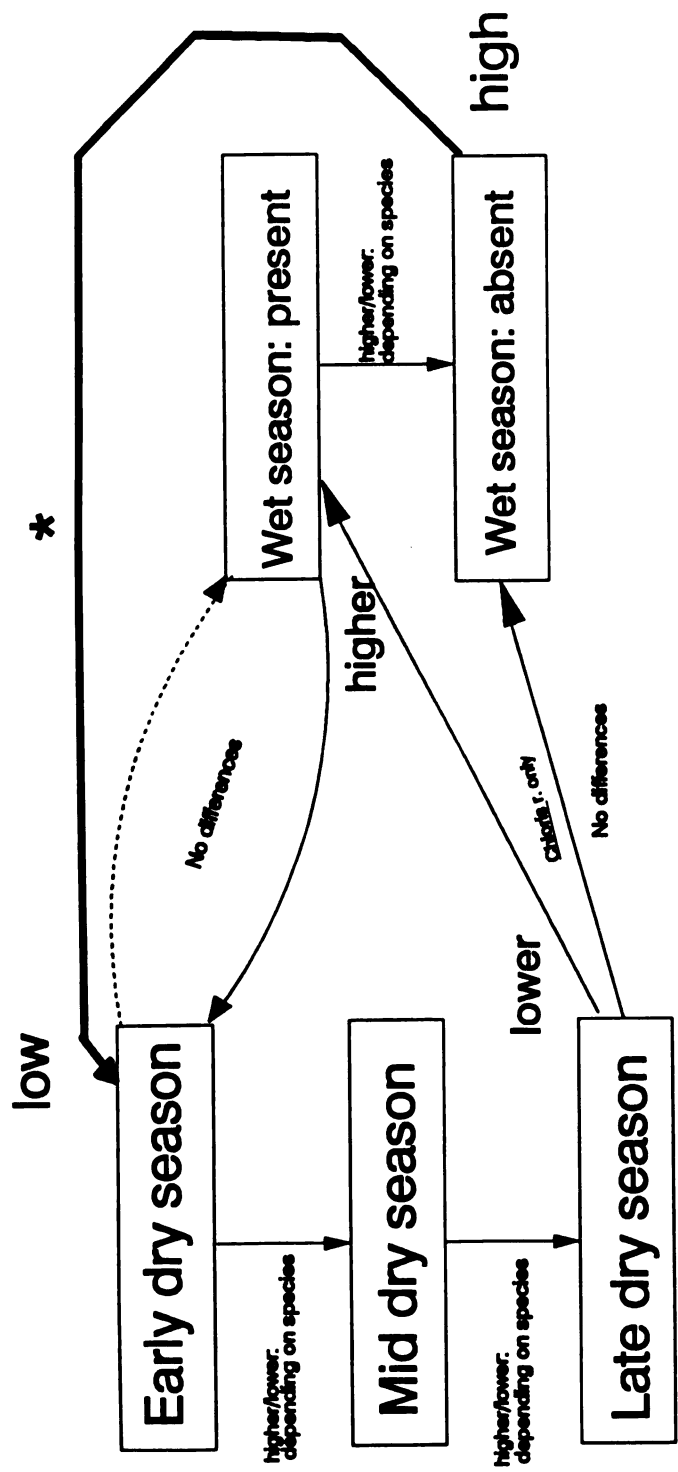 low
*
high
Early dry season
No differences
Wet season: present
higher/lower:
depending on species
higher
higher/lower:
depending on species
Mid dry season
Wet season: absent
lower
Chloris r. only
higher/lower:
depending on species
No differences
Late dry season